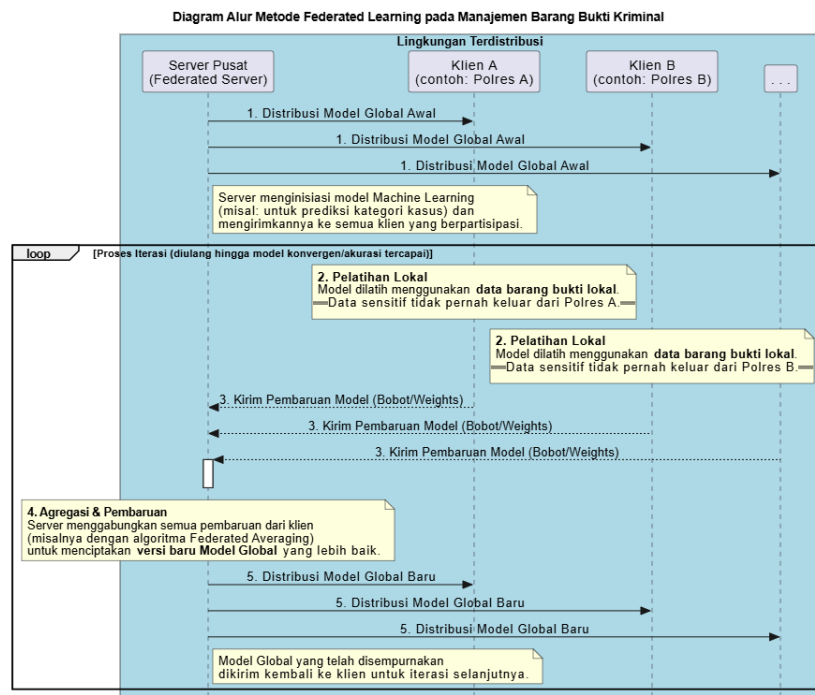 Diagram Alur Metode Federated Learning pada Manajemen Barang Bukti Kriminal
Lingkungan Terdistribusi
Server Pusat
(Federated Server)
Klien A
(contoh: Polres A)
Klien B
(contoh: Polres B)
. . .
1. Distribusi Model Global Awal
1. Distribusi Model Global Awal
1. Distribusi Model Global Awal
Server menginisiasi model Machine Learning
(misal: untuk prediksi kategori kasus) dan
mengirimkannya ke semua klien yang berpartisipasi.
loop
[Proses Iterasi (diulang hingga model konvergen/akurasi tercapai)]
2. Pelatihan Lokal
Model dilatih menggunakan data barang bukti lokal.
Data sensitif tidak pernah keluar dari Polres A.
2. Pelatihan Lokal
Model dilatih menggunakan data barang bukti lokal.
Data sensitif tidak pernah keluar dari Polres B.
3. Kirim Pembaruan Model (Bobot/Weights)
3. Kirim Pembaruan Model (Bobot/Weights)
3. Kirim Pembaruan Model (Bobot/Weights)
4. Agregasi & Pembaruan
Server menggabungkan semua pembaruan dari klien
(misalnya dengan algoritma Federated Averaging)
untuk menciptakan versi baru Model Global yang lebih baik.
5. Distribusi Model Global Baru
5. Distribusi Model Global Baru
5. Distribusi Model Global Baru
Model Global yang telah disempurnakan
dikirim kembali ke klien untuk iterasi selanjutnya.